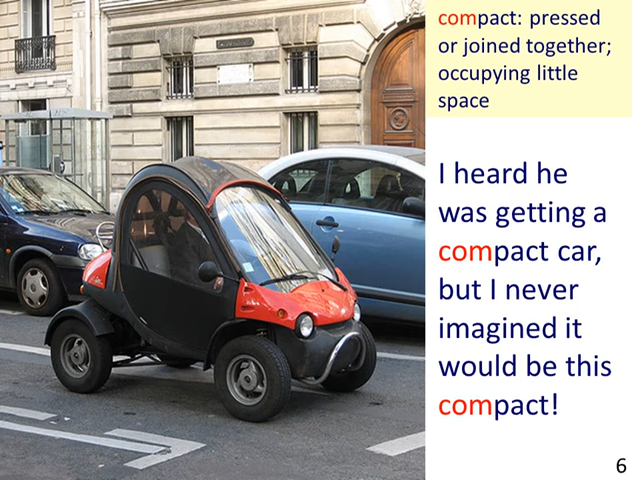 compact: pressed
or joined together;
occupying little
space
I heard he
was getting a
compact car,
but I never
imagined it
would be this
compact!
6